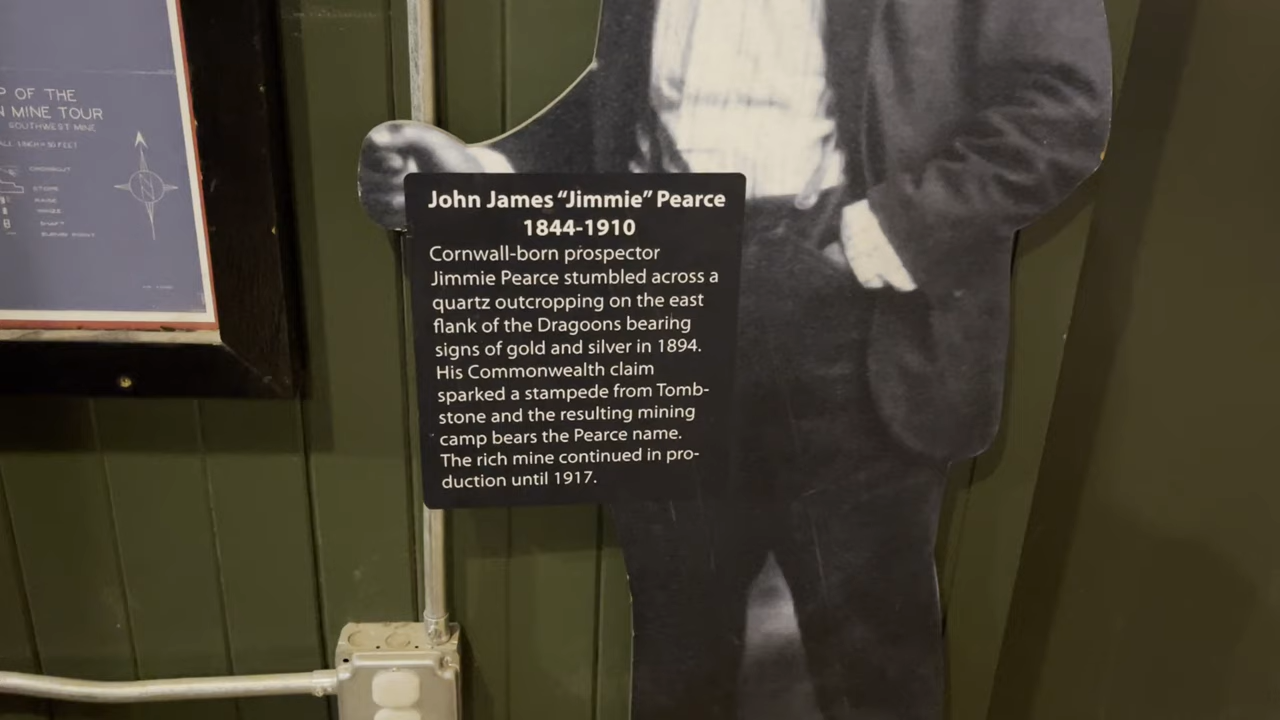 P OF THE
N MINE TOUR
SOUTHWEST MINE
John James “Jimmie” Pearce
1844-1910
Cornwall-born prospector
Jimmie Pearce stumbled across a
quartz outcropping on the east
flank of the Dragoons bearing
signs of gold and silver in 1894.
His Commonwealth claim
sparked a stampede from Tomb-
stone and the resulting mining
camp bears the Pearce name.
The rich mine continued in pro-
duction until 1917.